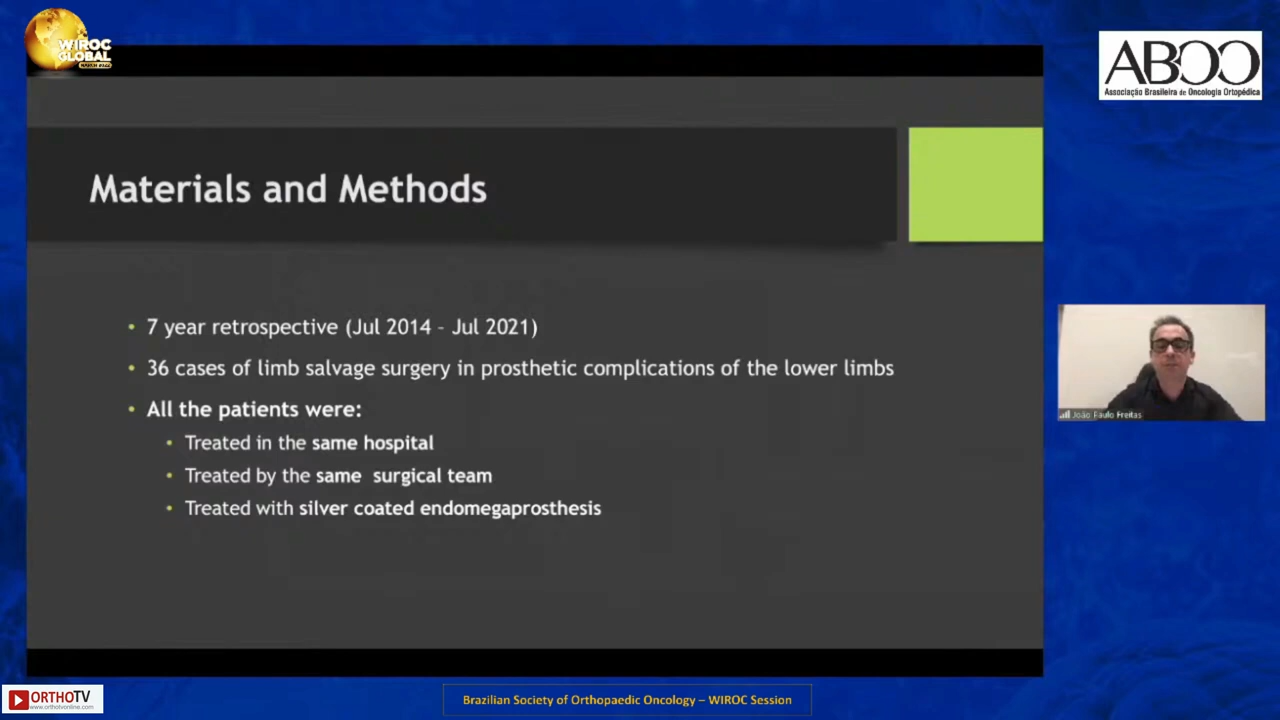 WIROC
GLOBAL
ABOO
Associação Brasileira de Oncologia Ortopédica
Materials and Methods
• 7 year retrospective (Jul 2014 - Jul 2021)
• 36 cases of limb salvage surgery in prosthetic complications of the lower limbs
• All the patients were:
• Treated in the same hospital
• Treated by the same surgical team
• Treated with silver coated endomegaprosthesis
João Paulo Freitas
ORTHOTV
www.orthotvonline.com
Brazilian Society of Orthopaedic Oncology – WIROC Session